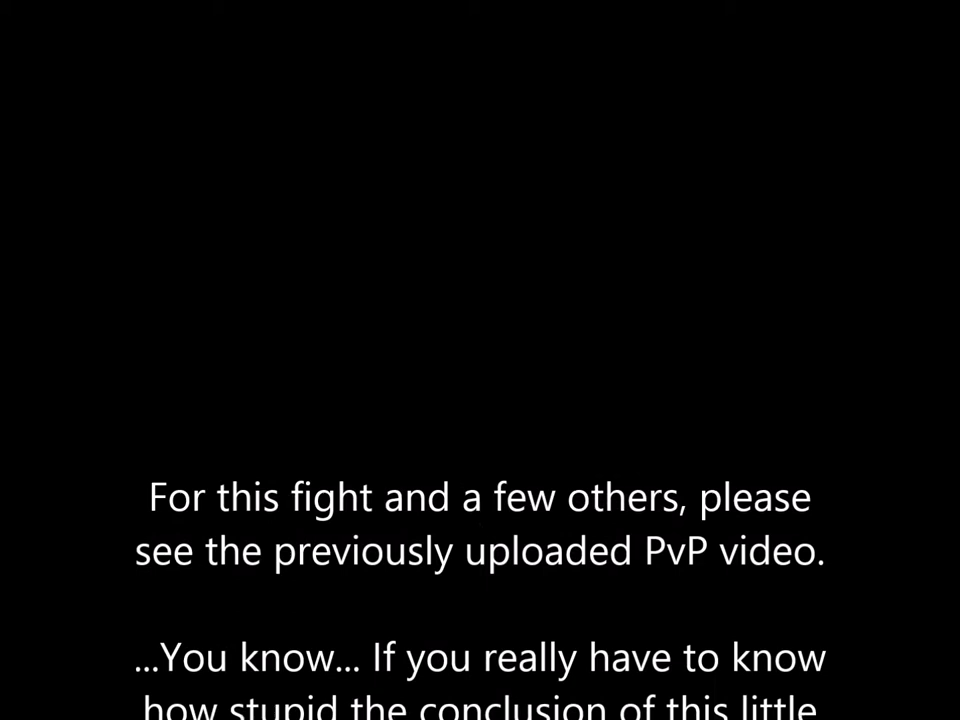 For this fight and a few others, please
see the previously uploaded PvP video.
...You know... If you really have to know
how stupid the conclusion of this little